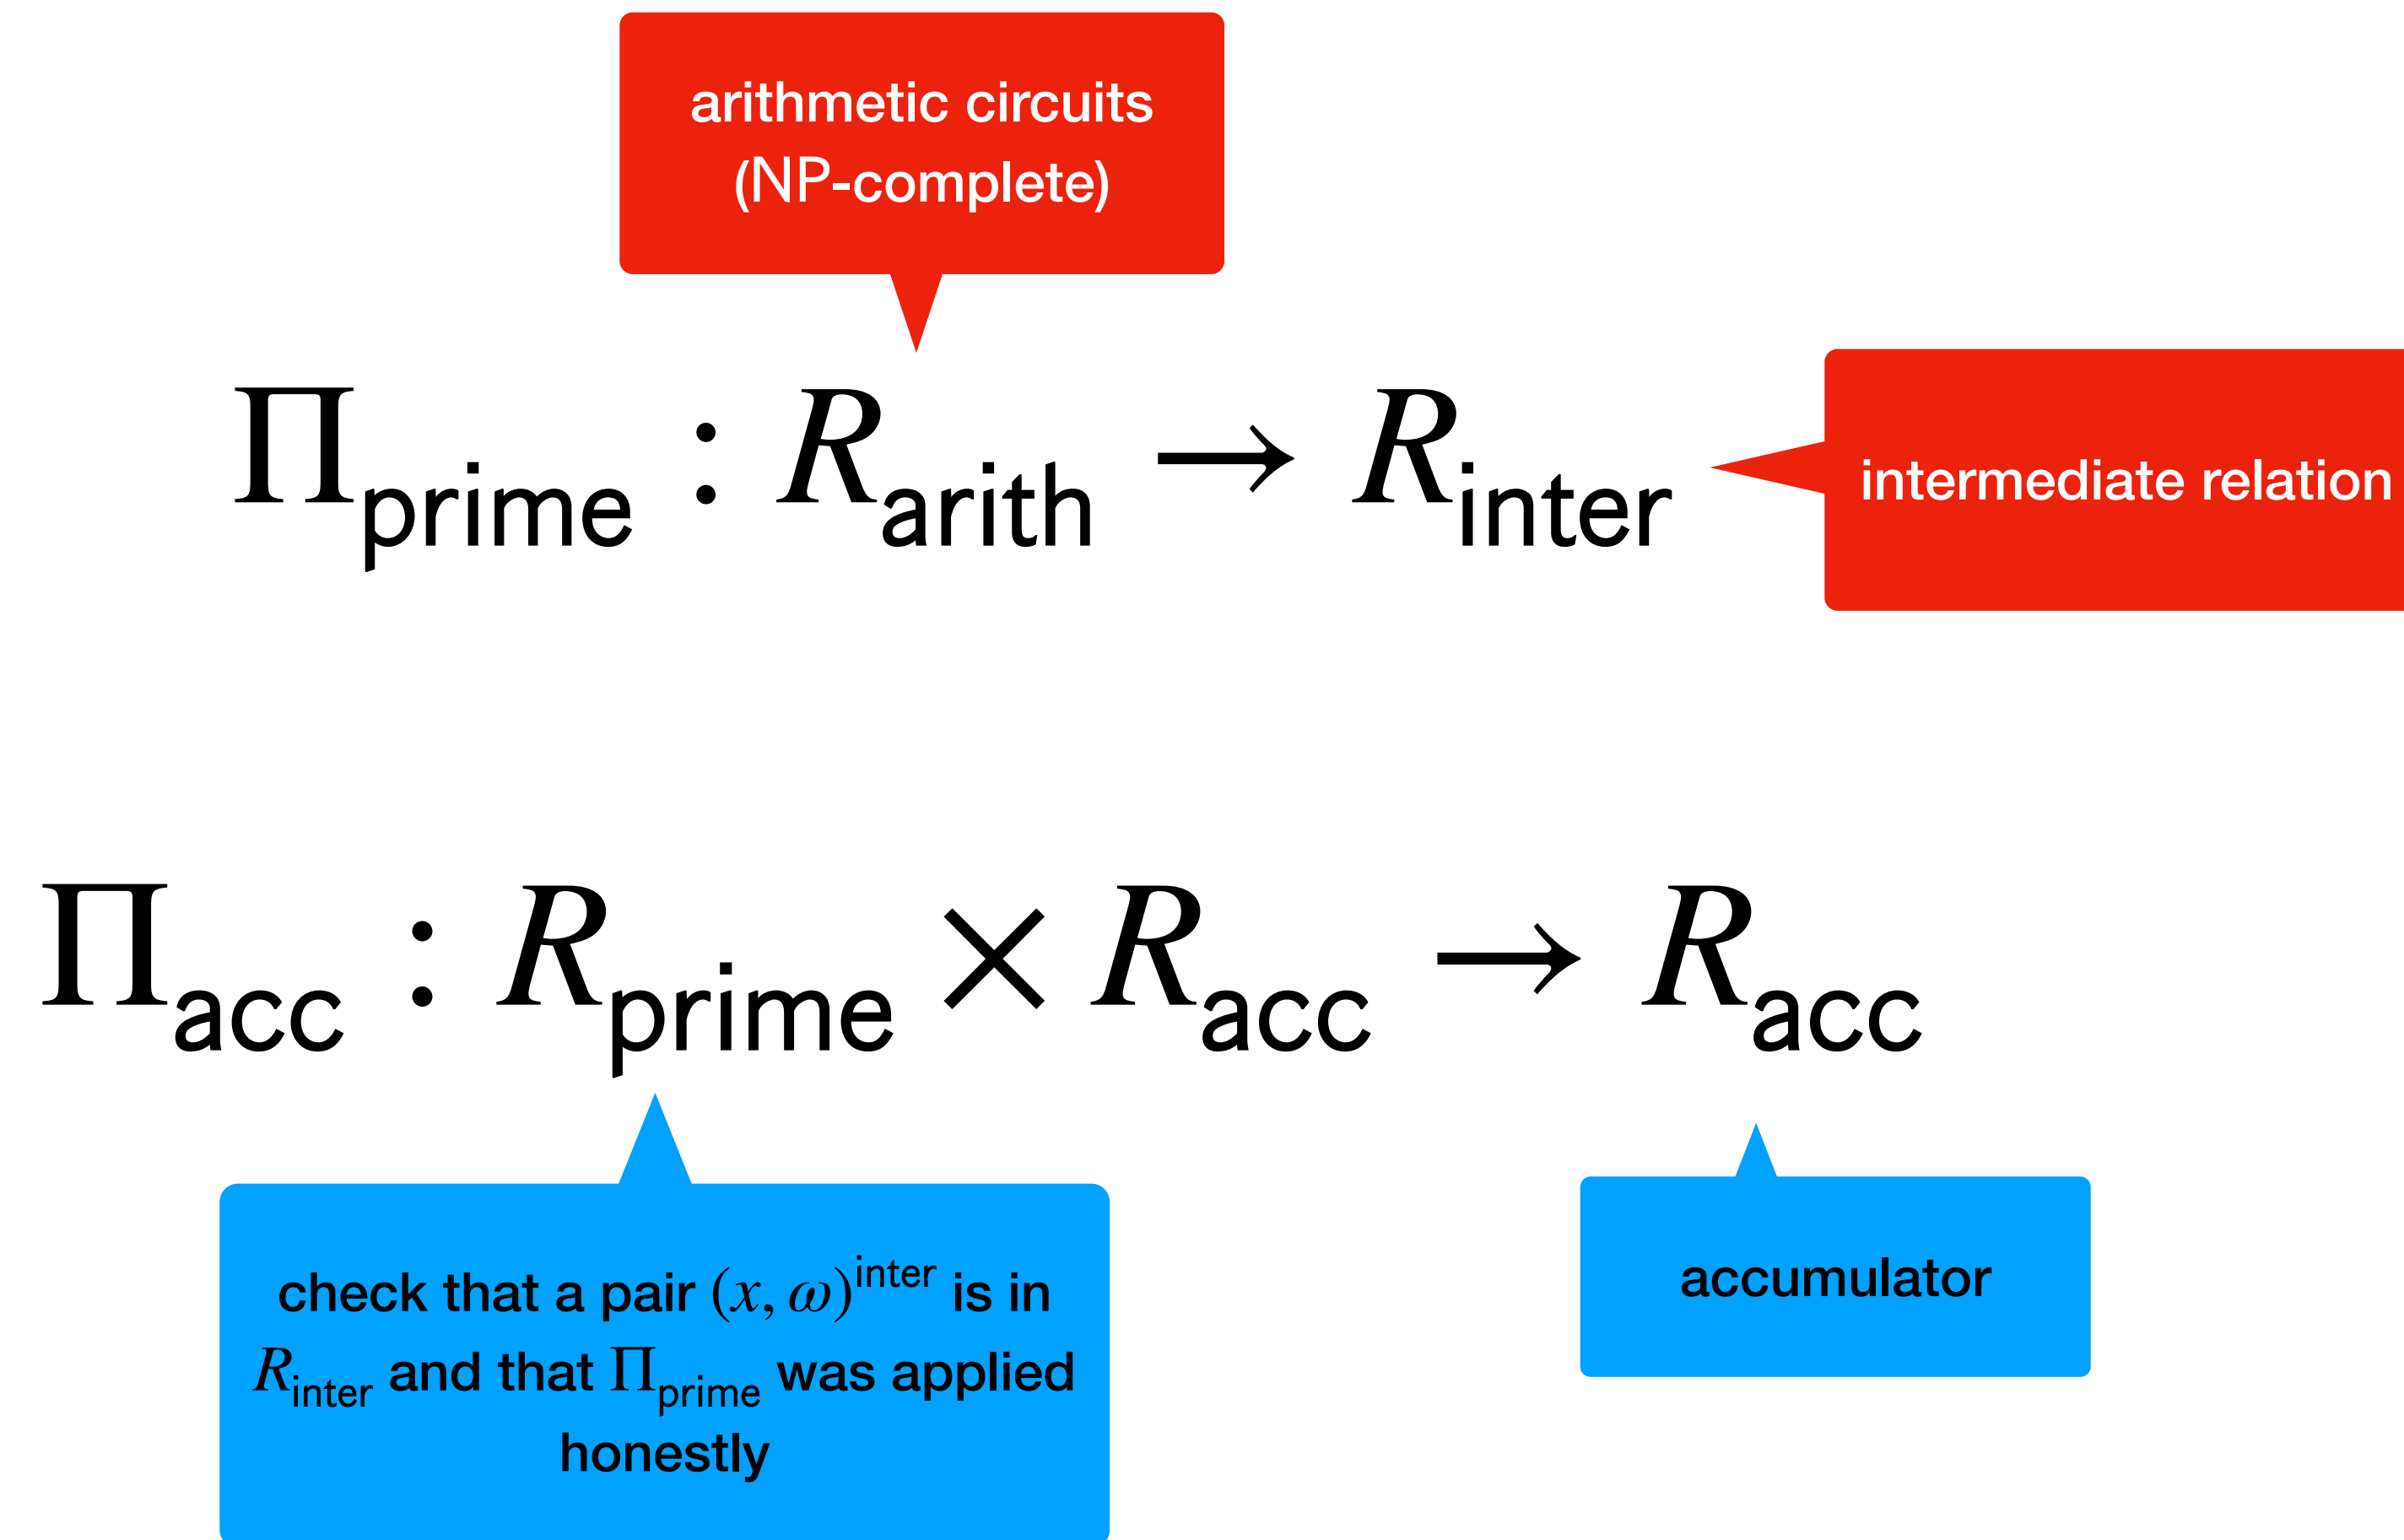 arithmetic circuits
(NP-complete)
Π_prime : R_arith → R_inter
intermediate relation
Π_acc : R_prime × R_acc → R_acc
check that a pair (x, ω)^inter is in
R_inter and that Π_prime was applied
honestly
accumulator